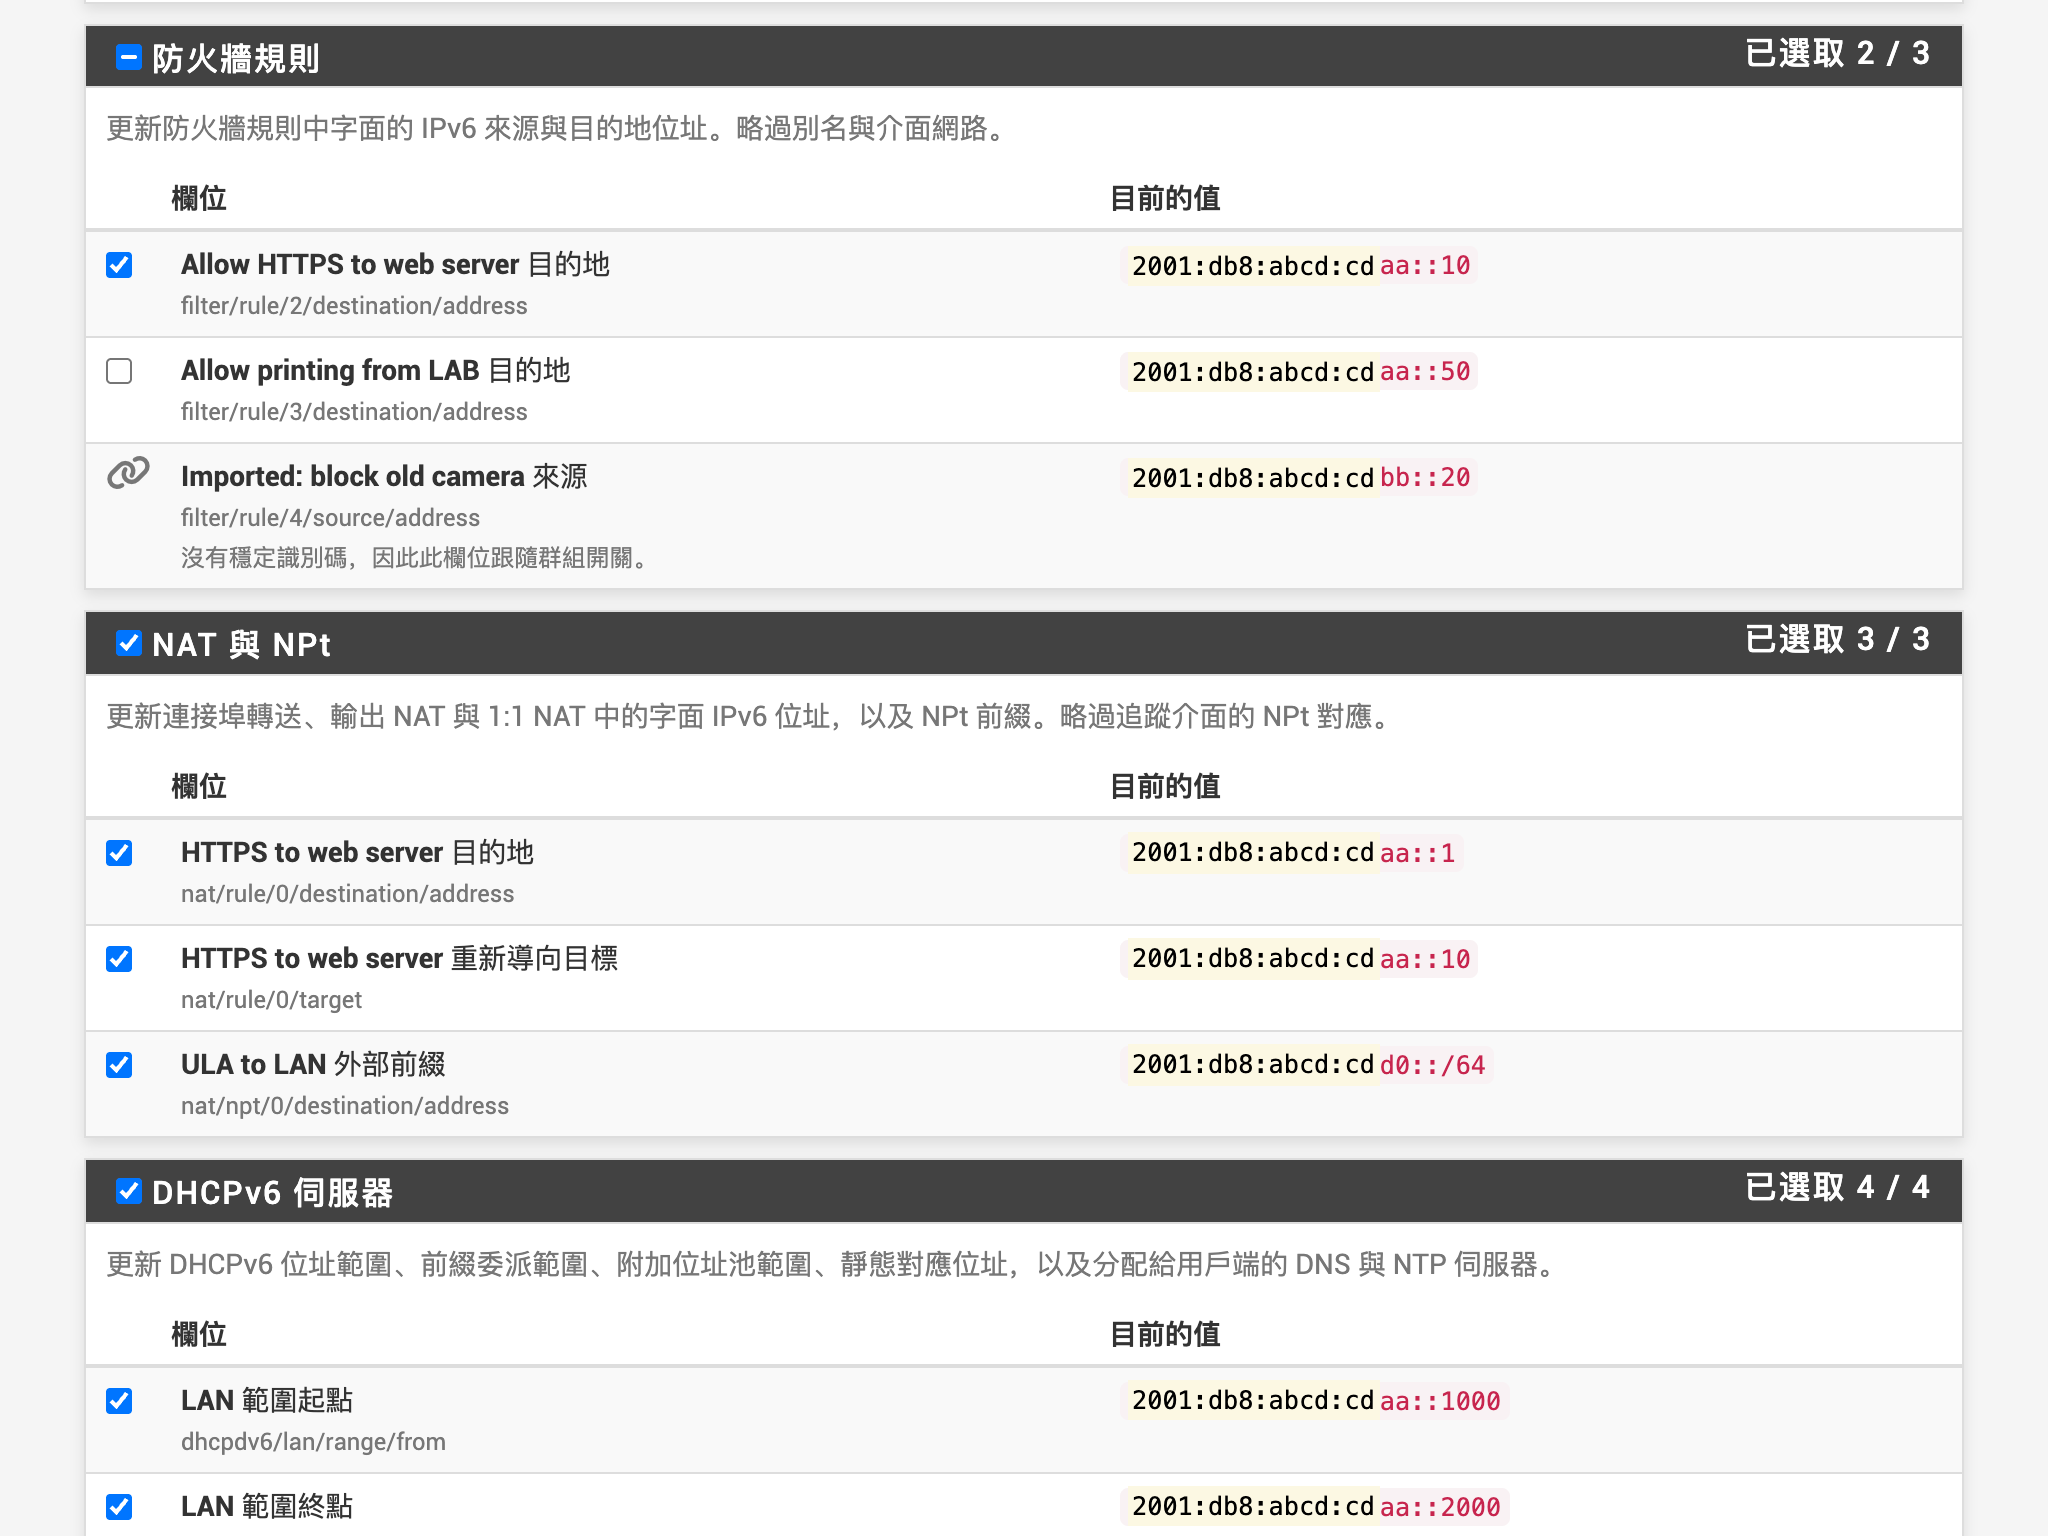 防火牆規則
已選取 2 / 3
更新防火牆規則中字面的 IPv6 來源與目的地位址。略過別名與介面網路。
欄位 目前的值
Allow HTTPS to web server 目的地 2001:db8:abcd:cdaa::10
filter/rule/2/destination/address
Allow printing from LAB 目的地 2001:db8:abcd:cdaa::50
filter/rule/3/destination/address
Imported: block old camera 來源 2001:db8:abcd:cdbb::20
filter/rule/4/source/address
沒有穩定識別碼，因此此欄位跟隨群組開關。
NAT 與 NPt
已選取 3 / 3
更新連接埠轉送、輸出 NAT 與 1:1 NAT 中的字面 IPv6 位址，以及 NPt 前綴。略過追蹤介面的 NPt 對應。
欄位 目前的值
HTTPS to web server 目的地 2001:db8:abcd:cdaa::1
nat/rule/0/destination/address
HTTPS to web server 重新導向目標 2001:db8:abcd:cdaa::10
nat/rule/0/target
ULA to LAN 外部前綴 2001:db8:abcd:cdd0::/64
nat/npt/0/destination/address
DHCPv6 伺服器
已選取 4 / 4
更新 DHCPv6 位址範圍、前綴委派範圍、附加位址池範圍、靜態對應位址，以及分配給用戶端的 DNS 與 NTP 伺服器。
欄位 目前的值
LAN 範圍起點 2001:db8:abcd:cdaa::1000
dhcpdv6/lan/range/from
LAN 範圍終點 2001:db8:abcd:cdaa::2000